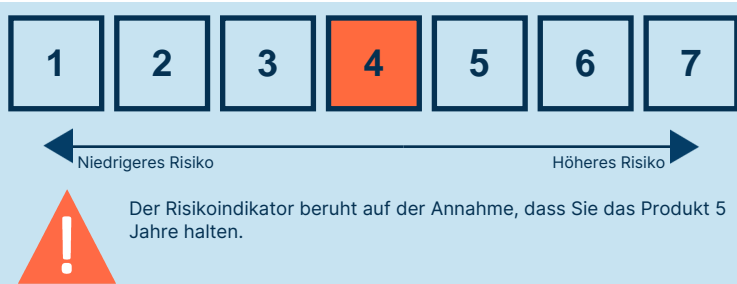 1 2 3 4 5 6 7
Niedrigeres Risiko Höheres Risiko
!
Der Risikoindikator beruht auf der Annahme, dass Sie das Produkt 5
Jahre halten.